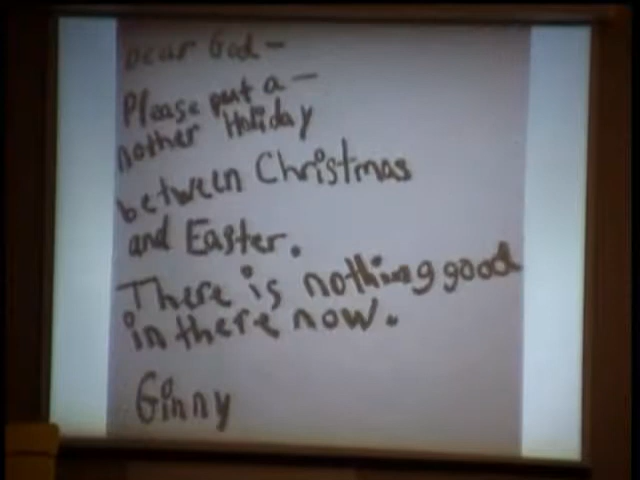 Dear God -
Please put a -
nother Holiday
between Christmas
and Easter.
There is nothing good
in there now.
Ginny